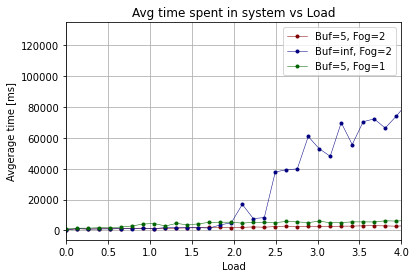 Avg time spent in system vs Load
Buf=5, Fog=2
Buf=inf, Fog=2
Buf=5, Fog=1
Avgerage time [ms]
120000
100000
80000
60000
40000
20000
0
0.0 0.5 1.0 1.5 2.0 2.5 3.0 3.5 4.0
Load